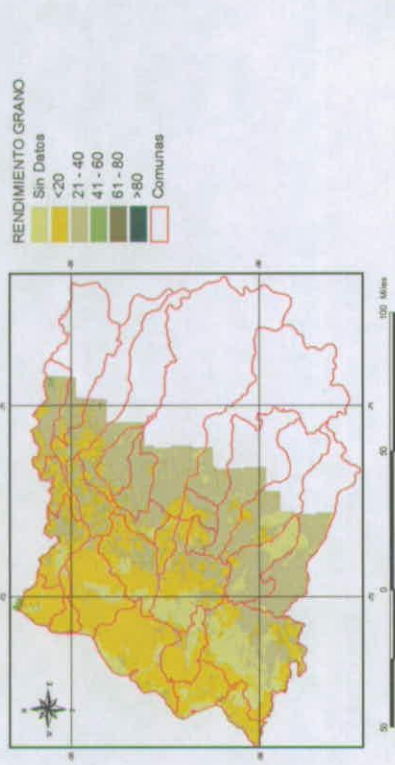 RENDIMIENTO GRANO
Sin Datos
<20
21 - 40
41 - 60
61 - 80
>80
Comunas
50
0
50
100 Miles